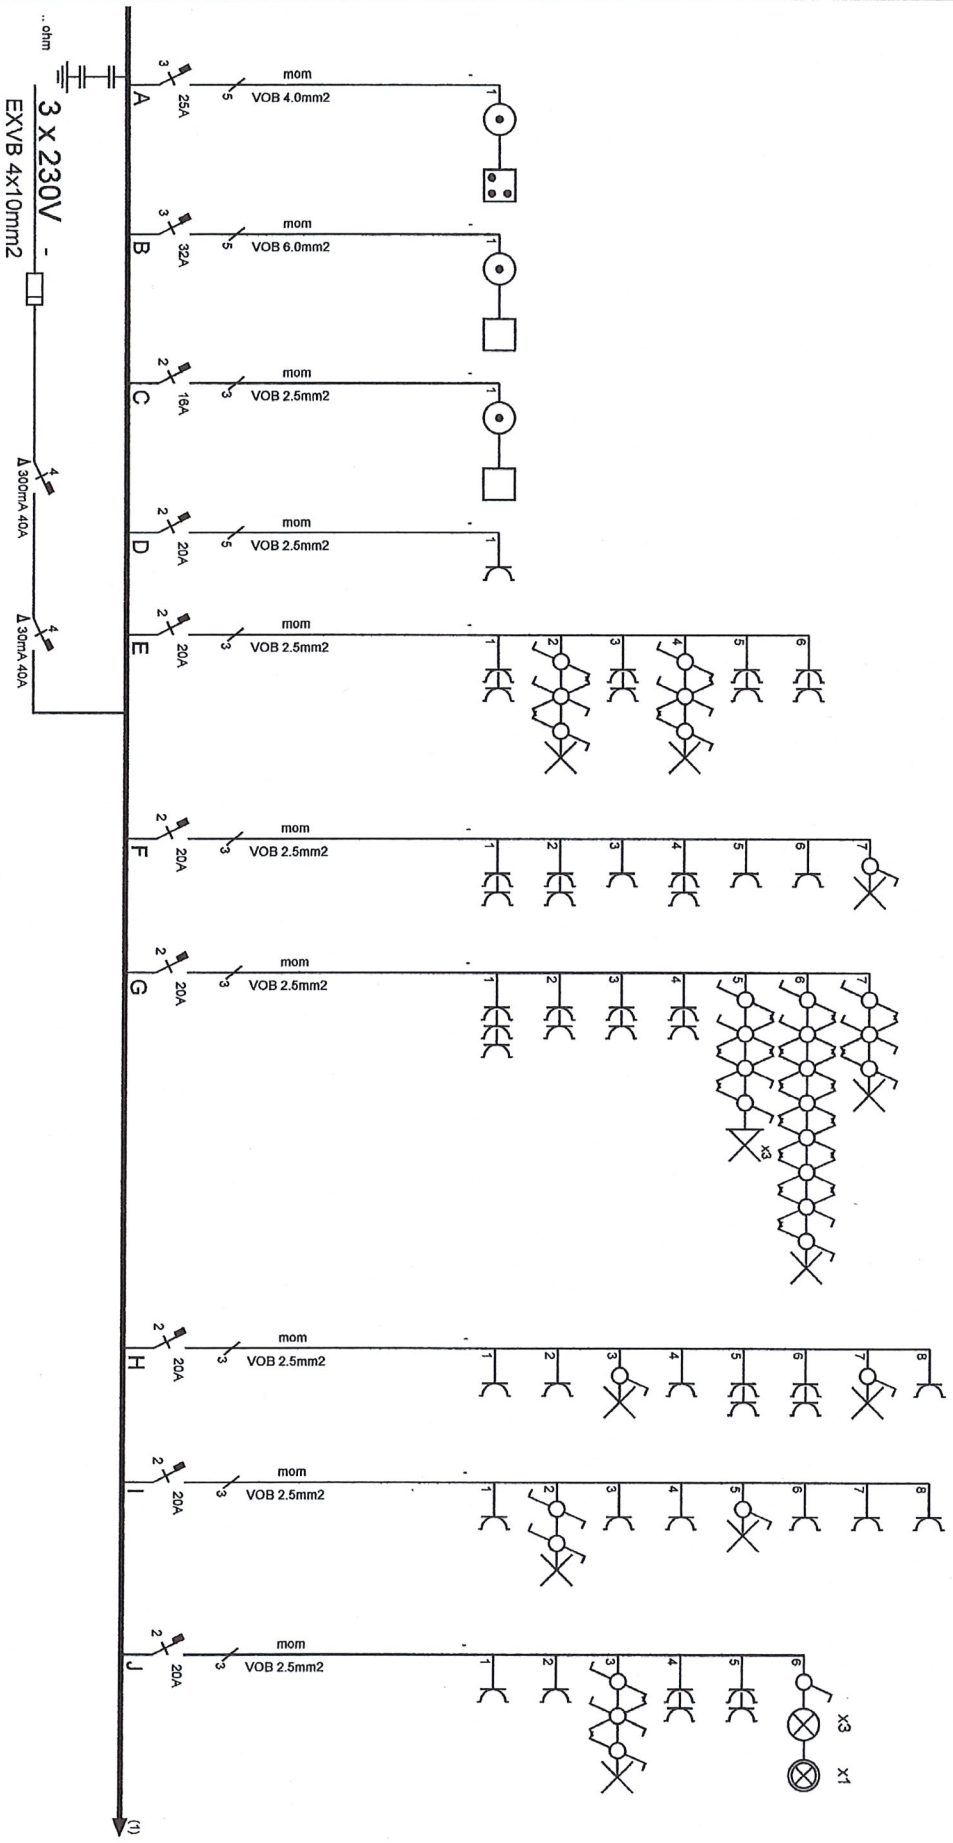 .. ohm
3 x 230V -
EXVB 4x10mm2
4
Δ 300mA 40A
4
Δ 30mA 40A
A
3
25A
5
mom
VOB 4.0mm2
-
1
B
3
32A
5
mom
VOB 6.0mm2
-
1
C
2
16A
3
mom
VOB 2.5mm2
-
1
D
2
20A
5
mom
VOB 2.5mm2
-
1
E
2
20A
3
mom
VOB 2.5mm2
-
1 2 3 4 5 6
F
2
20A
3
mom
VOB 2.5mm2
-
1 2 3 4 5 6 7
G
2
20A
3
mom
VOB 2.5mm2
-
1 2 3 4 5 6 7
x3
H
2
20A
3
mom
VOB 2.5mm2
-
1 2 3 4 5 6 7 8
I
2
20A
3
mom
VOB 2.5mm2
-
1 2 3 4 5 6 7 8
J
2
20A
3
mom
VOB 2.5mm2
-
1 2 3 4 5 6
x3
x1
(1)